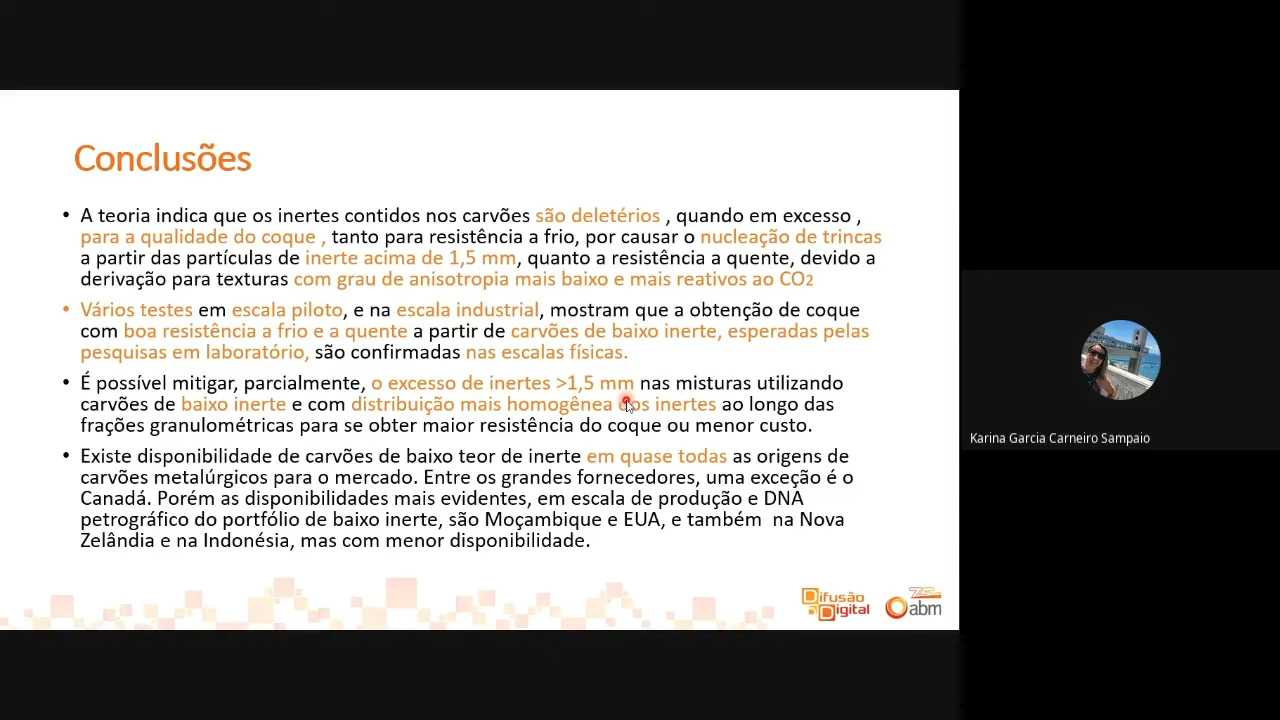 Conclusões
• A teoria indica que os inertes contidos nos carvões são deletérios , quando em excesso ,
para a qualidade do coque , tanto para resistência a frio, por causar o nucleação de trincas
a partir das partículas de inerte acima de 1,5 mm, quanto a resistência a quente, devido a
derivação para texturas com grau de anisotropia mais baixo e mais reativos ao CO2
• Vários testes em escala piloto, e na escala industrial, mostram que a obtenção de coque
com boa resistência a frio e a quente a partir de carvões de baixo inerte, esperadas pelas
pesquisas em laboratório, são confirmadas nas escalas físicas.
• É possível mitigar, parcialmente, o excesso de inertes >1,5 mm nas misturas utilizando
carvões de baixo inerte e com distribuição mais homogênea dos inertes ao longo das
frações granulométricas para se obter maior resistência do coque ou menor custo.
• Existe disponibilidade de carvões de baixo teor de inerte em quase todas as origens de
carvões metalúrgicos para o mercado. Entre os grandes fornecedores, uma exceção é o
Canadá. Porém as disponibilidades mais evidentes, em escala de produção e DNA
petrográfico do portfólio de baixo inerte, são Moçambique e EUA, e também na Nova
Zelândia e na Indonésia, mas com menor disponibilidade.
Difusão
Digital
abm
Karina Garcia Carneiro Sampaio